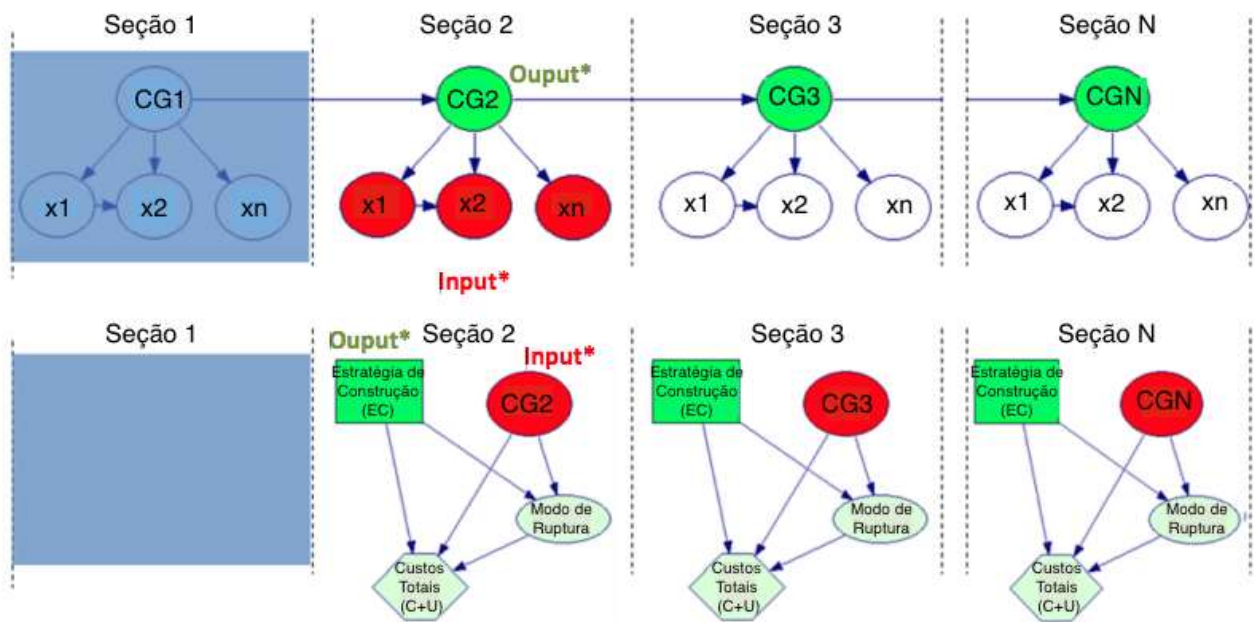 Seção 1
Seção 2
Seção 3
Seção N
Ouput*
CG1
CG2
CG3
CGN
x1
x2
xn
x1
x2
xn
x1
x2
xn
x1
x2
xn
Input*
Seção 1
Seção 2
Seção 3
Seção N
Ouput*
Input*
Estratégia de
Construção
(EC)
CG2
Modo de
Ruptura
Custos
Totais
(C+U)
Estratégia de
Construção
(EC)
CG3
Modo de
Ruptura
Custos
Totais
(C+U)
Estratégia de
Construção
(EC)
CGN
Modo de
Ruptura
Custos
Totais
(C+U)